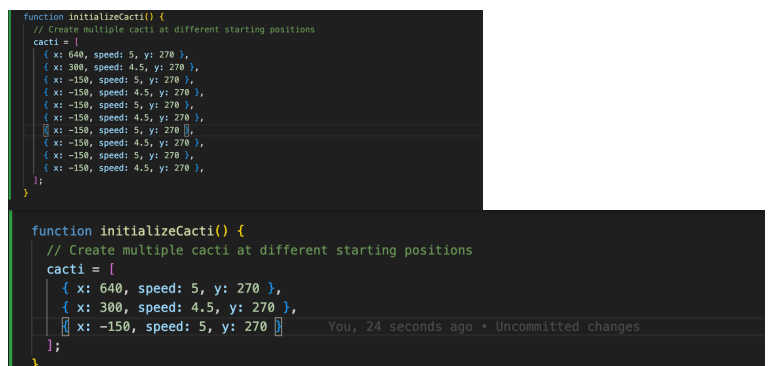 function initializeCacti() {
// Create multiple cacti at different starting positions
cacti = [
{ x: 640, speed: 5, y: 270 },
{ x: 300, speed: 4.5, y: 270 },
{ x: -150, speed: 5, y: 270 },
{ x: -150, speed: 4.5, y: 270 },
{ x: -150, speed: 5, y: 270 },
{ x: -150, speed: 4.5, y: 270 },
{ x: -150, speed: 5, y: 270 },
{ x: -150, speed: 4.5, y: 270 },
{ x: -150, speed: 5, y: 270 },
{ x: -150, speed: 4.5, y: 270 },
];
}
function initializeCacti() {
// Create multiple cacti at different starting positions
cacti = [
{ x: 640, speed: 5, y: 270 },
{ x: 300, speed: 4.5, y: 270 },
{ x: -150, speed: 5, y: 270 } You, 24 seconds ago • Uncommitted changes
];
}